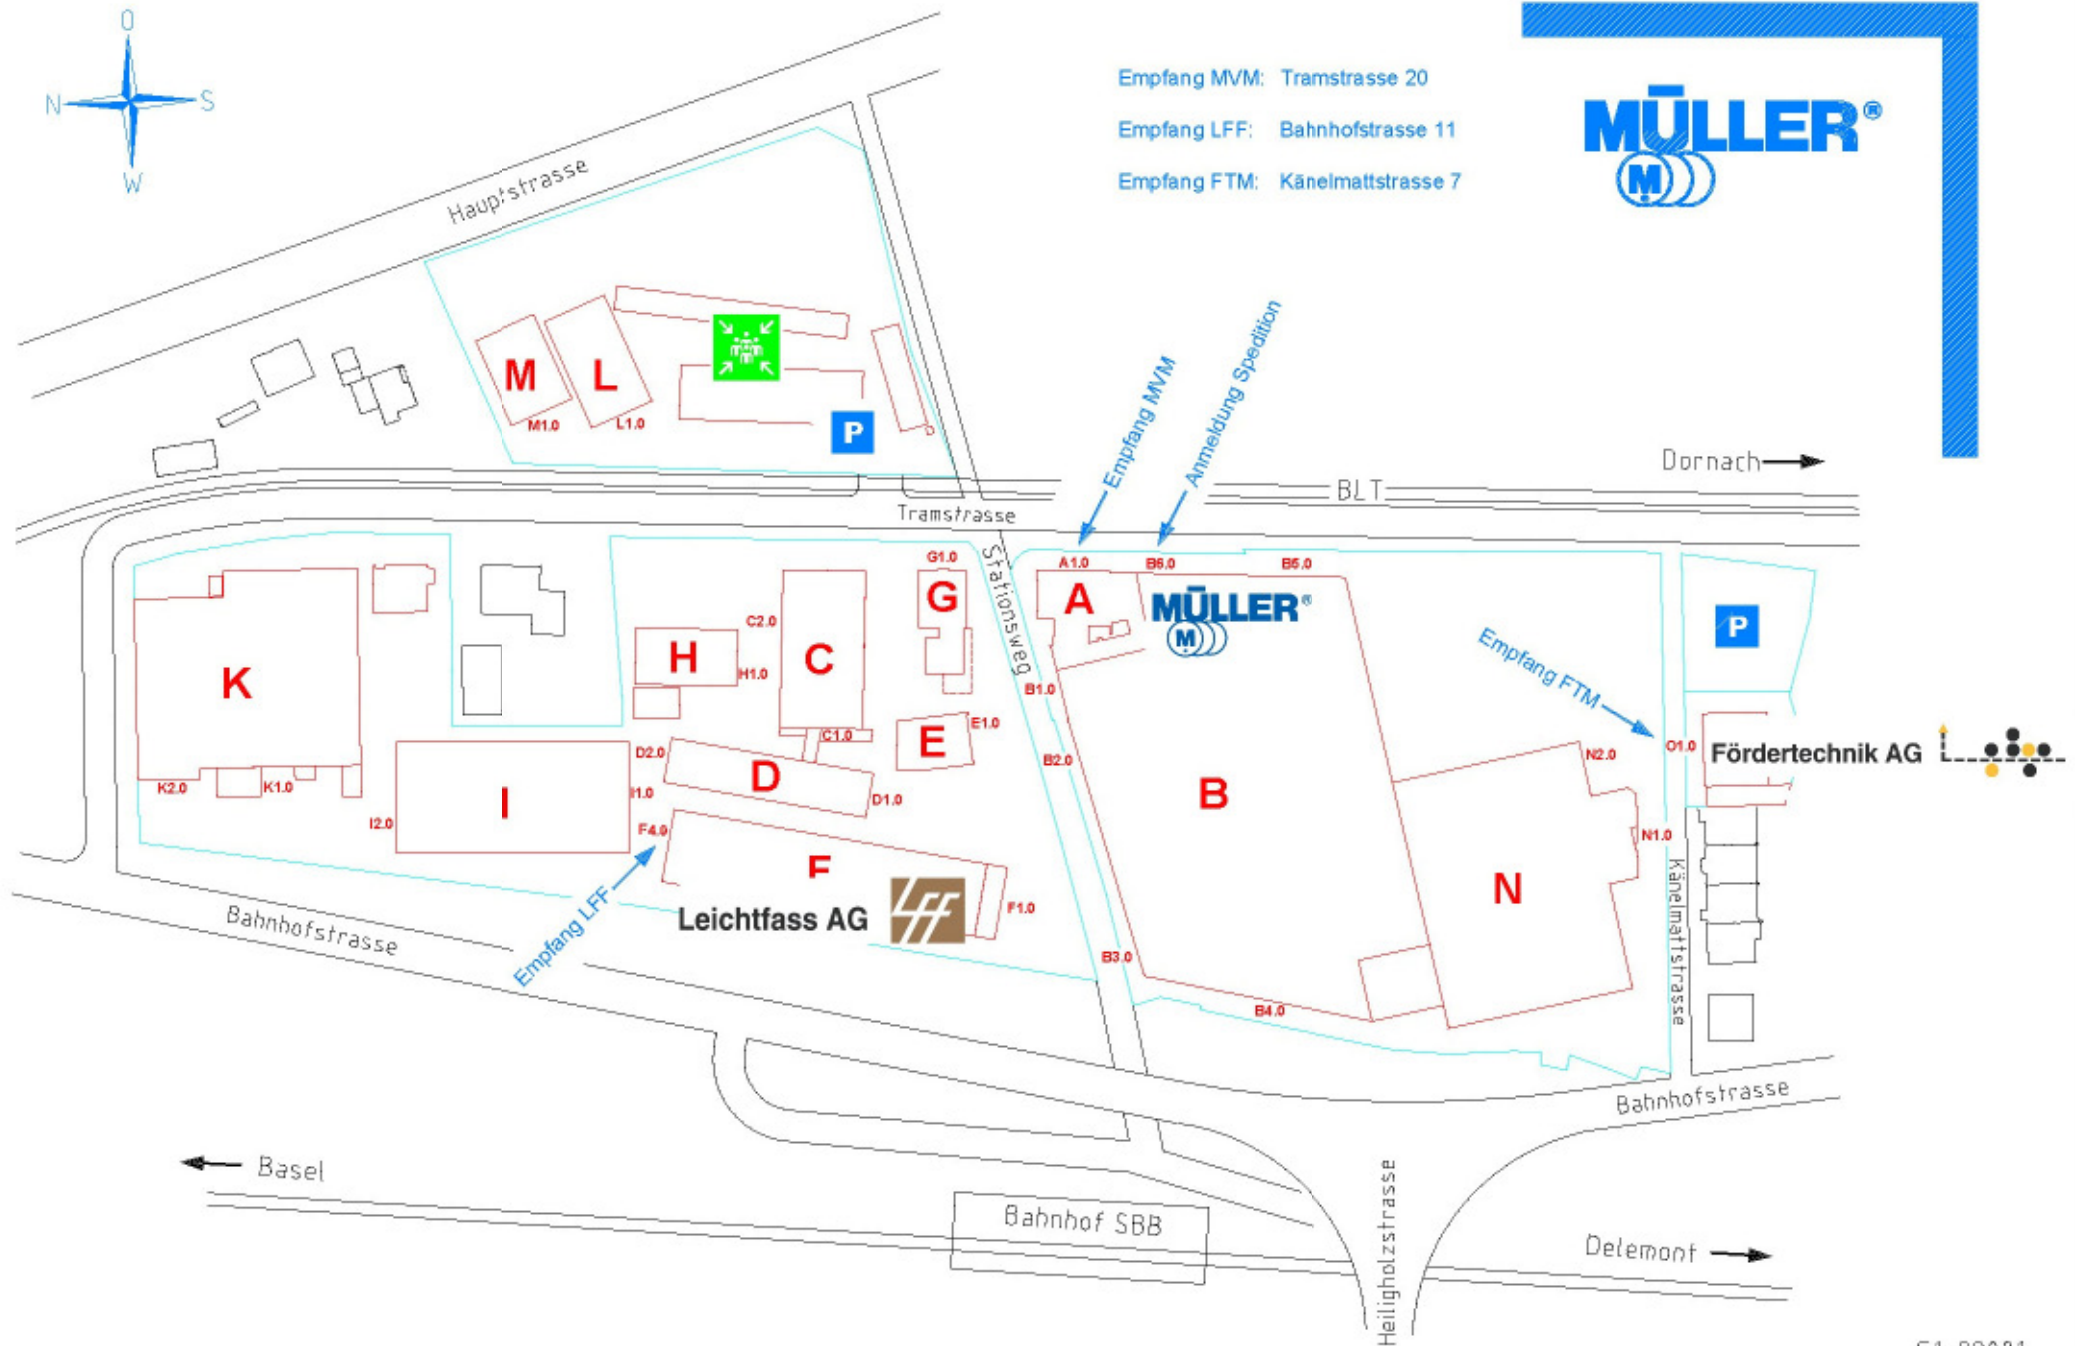 O
N
S
W
Empfang MVM: Tramstrasse 20
Empfang LFF: Bahnhofstrasse 11
Empfang FTM: Känelmattstrasse 7
MÜLLER®
M
Hauptstrasse
M
L
M1.0
L1.0
P
Empfang MVM
Anmeldung Spedition
Dornach
BLT
Tramstrasse
Stationsweg
G1.0
A1.0
B6.0
B5.0
G
A
MÜLLER®
M
C2.0
H
C
H1.0
K
B1.0
P
Empfang FTM
E1.0
E
C1.0
D2.0
D
B2.0
N2.0
O1.0
Fördertechnik AG
K2.0
K1.0
I
I1.0
D1.0
B
I2.0
F4.0
N1.0
F
Leichtfass AG
Lff
F1.0
N
Känelmattstrasse
Empfang LFF
Bahnhofstrasse
B3.0
B4.0
Bahnhofstrasse
Basel
Bahnhof SBB
Heiligholzstrasse
Delemont